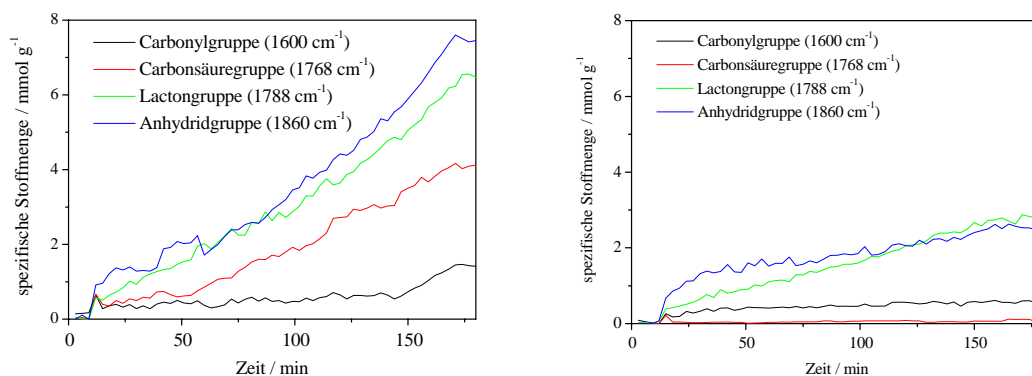 8
6
4
2
0
spezifische Stoffmenge / mmol g⁻¹
Carbonylgruppe (1600 cm⁻¹)
Carbonsäuregruppe (1768 cm⁻¹)
Lactongruppe (1788 cm⁻¹)
Anhydridgruppe (1860 cm⁻¹)
0
50
100
150
Zeit / min
8
6
4
2
0
spezifische Stoffmenge / mmol g⁻¹
Carbonylgruppe (1600 cm⁻¹)
Carbonsäuregruppe (1768 cm⁻¹)
Lactongruppe (1788 cm⁻¹)
Anhydridgruppe (1860 cm⁻¹)
0
50
100
150
Zeit / min